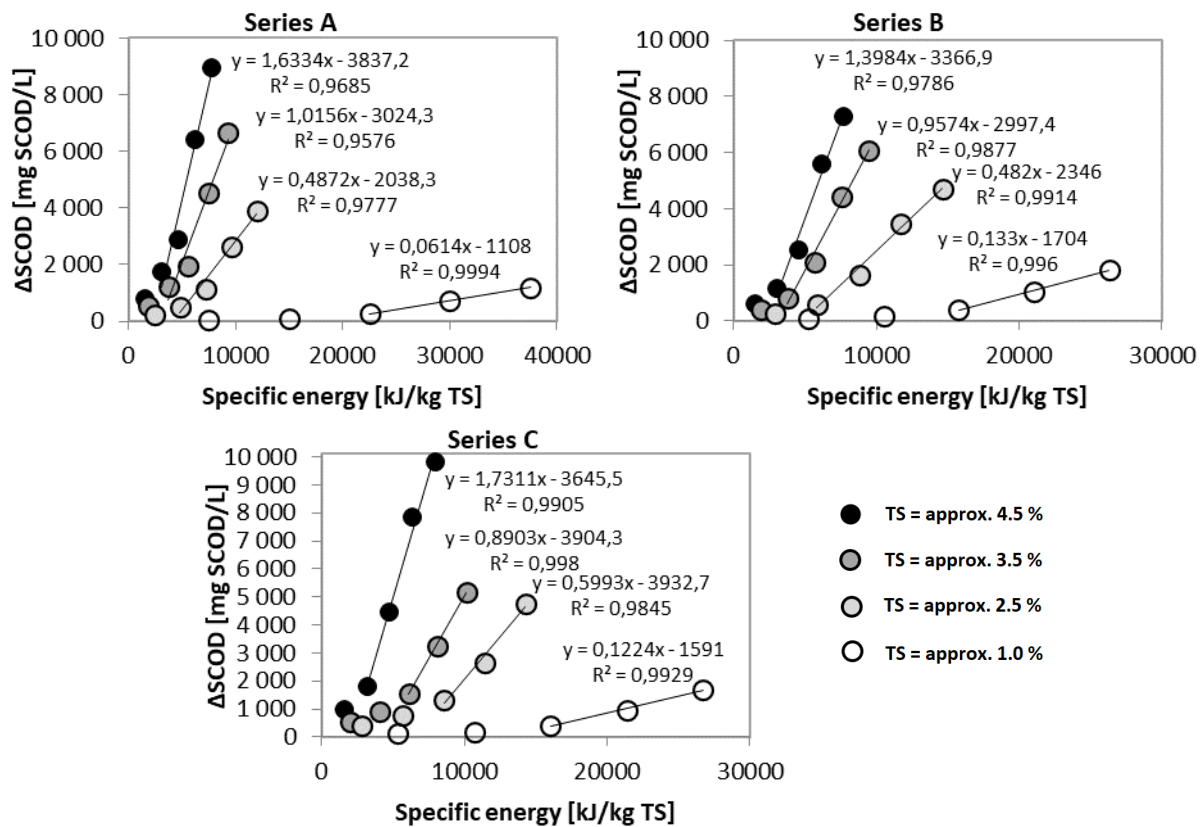 Series A
10 000
8 000
6 000
4 000
2 000
0
ΔSCOD [mg SCOD/L]
y = 1,6334x - 3837,2
R² = 0,9685
y = 1,0156x - 3024,3
R² = 0,9576
y = 0,4872x - 2038,3
R² = 0,9777
y = 0,0614x - 1108
R² = 0,9994
0 10000 20000 30000 40000
Specific energy [kJ/kg TS]
Series B
10 000
8 000
6 000
4 000
2 000
0
ΔSCOD [mg SCOD/L]
y = 1,3984x - 3366,9
R² = 0,9786
y = 0,9574x - 2997,4
R² = 0,9877
y = 0,482x - 2346
R² = 0,9914
y = 0,133x - 1704
R² = 0,996
0 10000 20000 30000
Specific energy [kJ/kg TS]
Series C
10 000
9 000
8 000
7 000
6 000
5 000
4 000
3 000
2 000
1 000
0
ΔSCOD [mg SCOD/L]
y = 1,7311x - 3645,5
R² = 0,9905
y = 0,8903x - 3904,3
R² = 0,998
y = 0,5993x - 3932,7
R² = 0,9845
y = 0,1224x - 1591
R² = 0,9929
0 10000 20000 30000
Specific energy [kJ/kg TS]
TS = approx. 4.5 %
TS = approx. 3.5 %
TS = approx. 2.5 %
TS = approx. 1.0 %